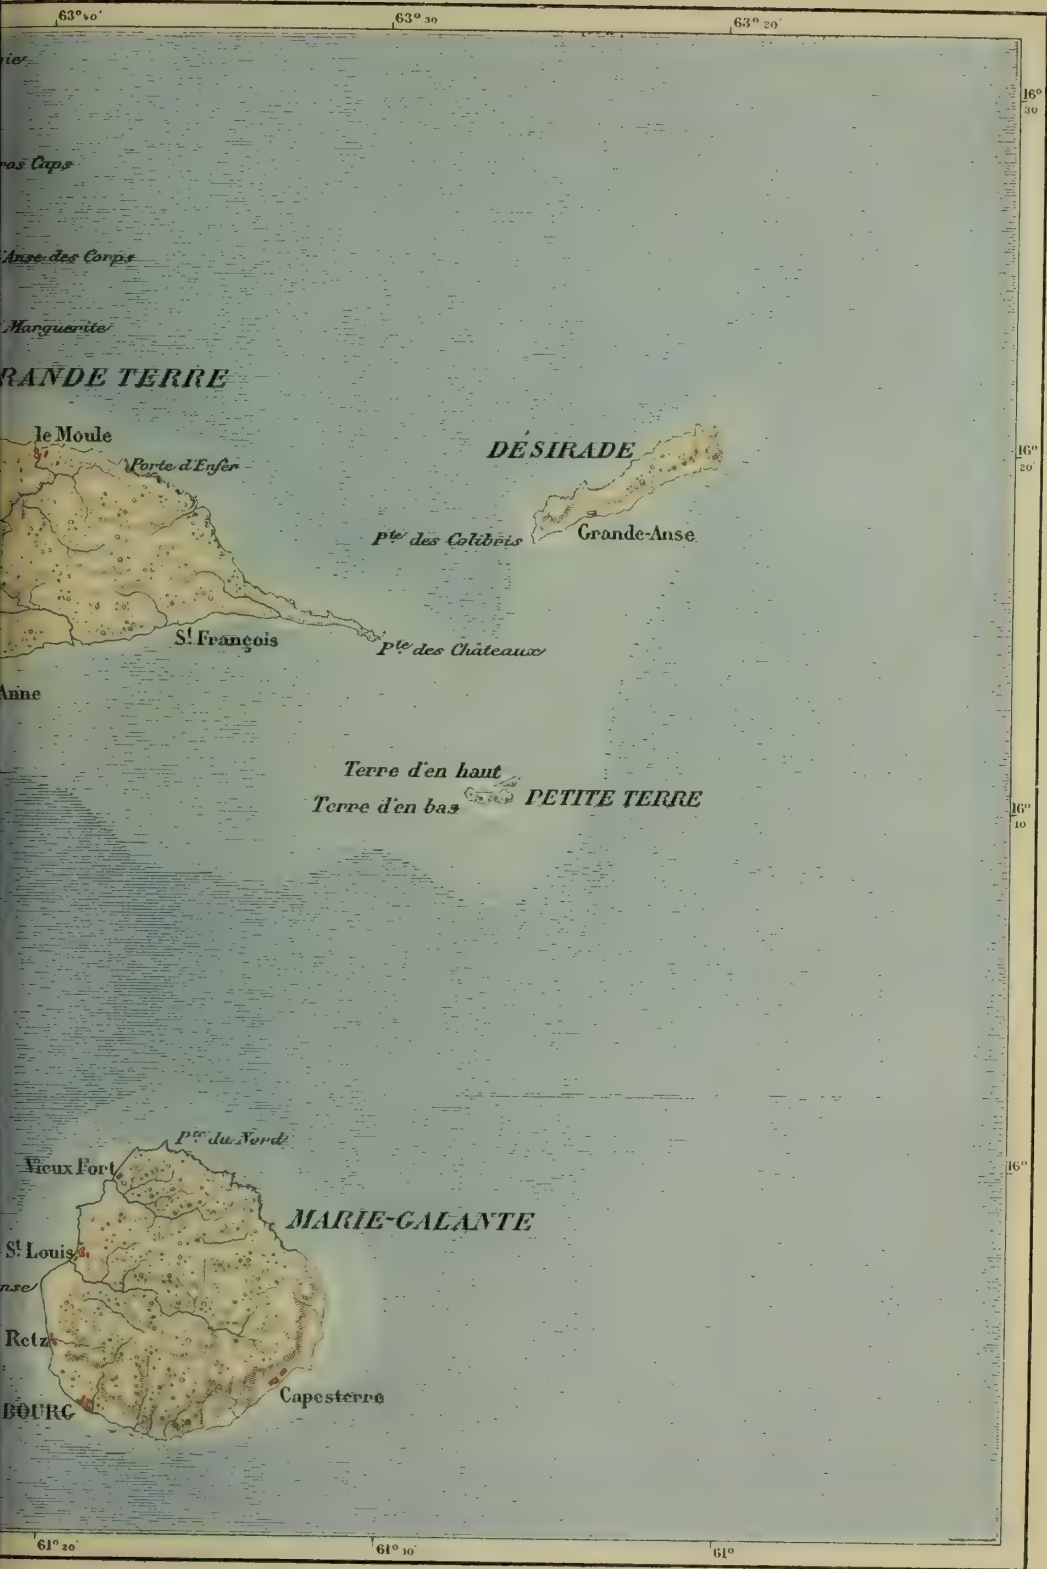 63° 40'
63° 30
63° 20'
16°
30
ros Caps
Anse des Corps
Marguerite
RANDE TERRE
le Moule
Porte d'Enfer
DÉSIRADE
16°
20'
Pte des Colibris
Grande-Anse
St. François
Pte des Châteaux
Anne
Terre d'en haut
Terre d'en bas
PETITE TERRE
16°
10
Pte du Nord
Vieux Fort
16°
MARIE-GALANTE
St. Louis
nse
Retz
Capesterre
BOURG
61° 20'
61° 10'
61°